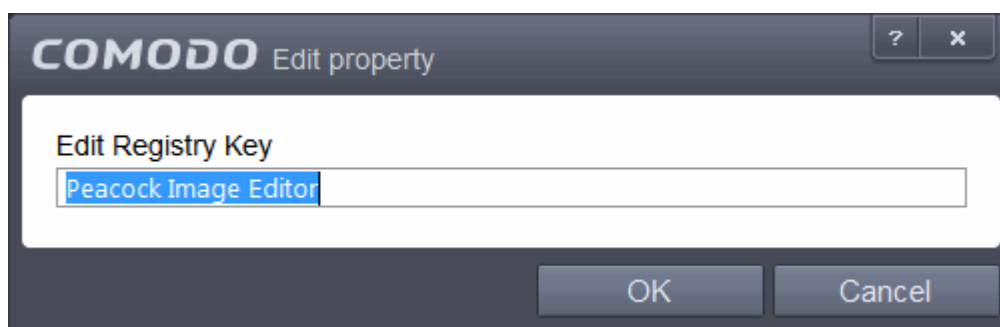 COMODO Edit property ? ×
Edit Registry Key
Peacock Image Editor
OK Cancel